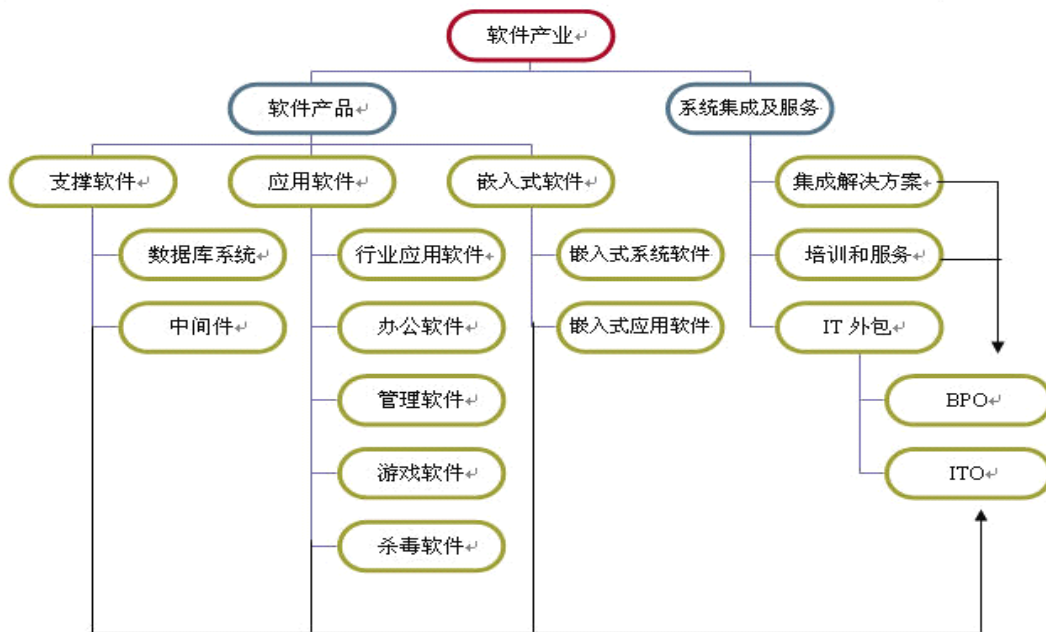 软件产业
软件产品
系统集成及服务
支撑软件
应用软件
嵌入式软件
集成解决方案
数据库系统
行业应用软件
嵌入式系统软件
培训和服务
中间件
办公软件
嵌入式应用软件
IT 外包
管理软件
BPO
游戏软件
ITO
杀毒软件